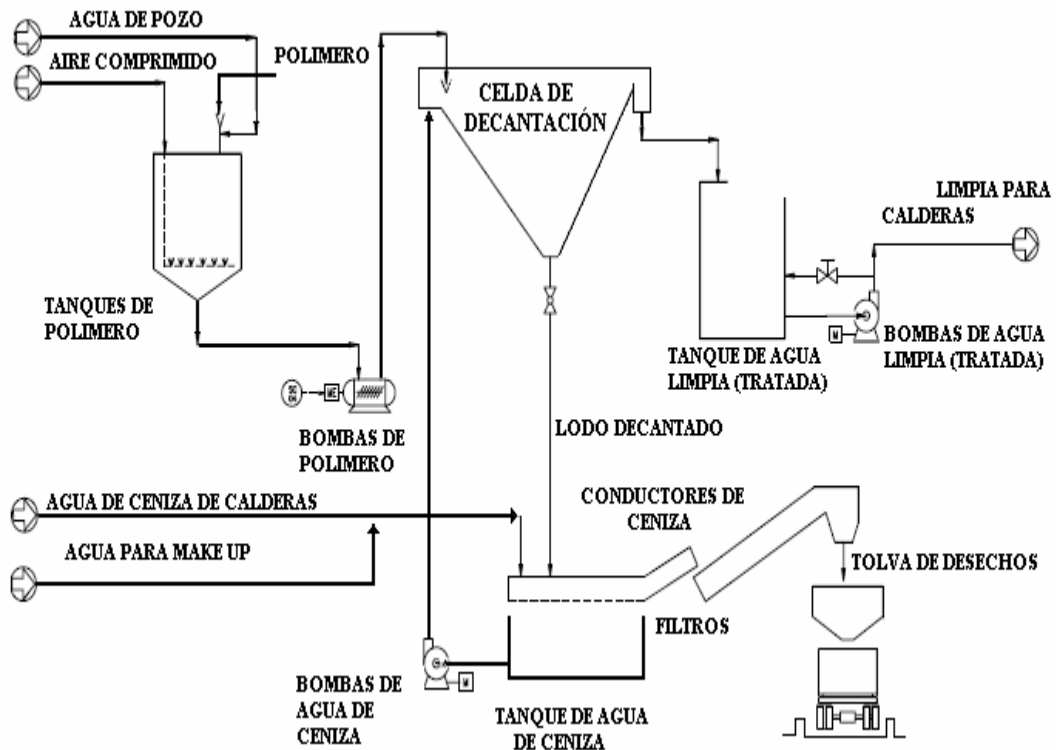 AGUA DE POZO
AIRE COMPRIMIDO
POLIMERO
CELDA DE
DECANTACIÓN
LIMPIA PARA
CALDERAS
TANQUES DE
POLIMERO
M
BOMBAS DE AGUA
LIMPIA (TRATADA)
TANQUE DE AGUA
LIMPIA (TRATADA)
ME
BOMBAS DE
POLIMERO
LODO DECANTADO
AGUA DE CENIZA DE CALDERAS
CONDUCTORES DE
CENIZA
AGUA PARA MAKE UP
TOLVA DE DESECHOS
FILTROS
M
BOMBAS DE
AGUA DE
CENIZA
TANQUE DE AGUA
DE CENIZA